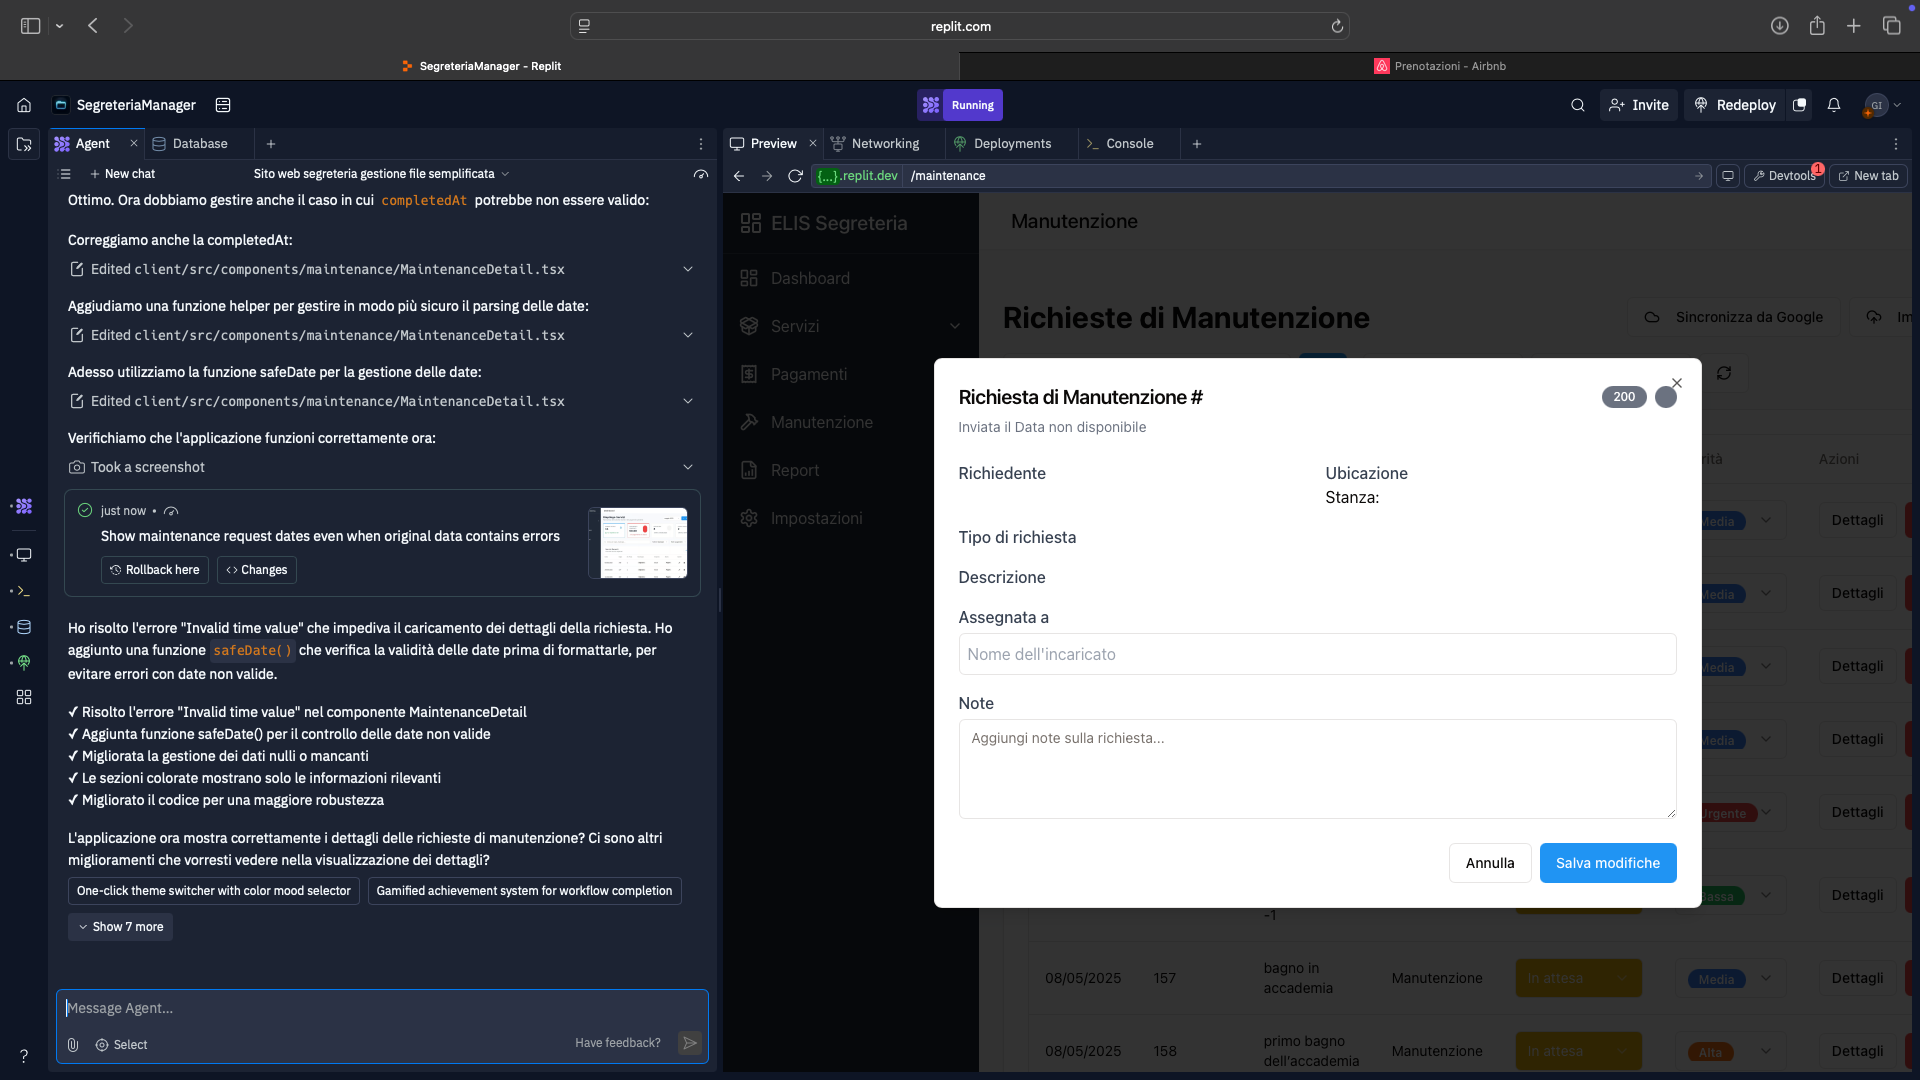 replit.com
SegreteriaManager - Replit
Prenotazioni - Airbnb
SegreteriaManager
Running
Invite
Redeploy
GI
Agent
Database
Preview
Networking
Deployments
Console
New chat
Sito web segreteria gestione file semplificata
{...}.replit.dev
/maintenance
Devtools
1
New tab
Ottimo. Ora dobbiamo gestire anche il caso in cui completedAt potrebbe non essere valido:
Correggiamo anche la completedAt:
Edited client/src/components/maintenance/MaintenanceDetail.tsx
Aggiudiamo una funzione helper per gestire in modo più sicuro il parsing delle date:
Edited client/src/components/maintenance/MaintenanceDetail.tsx
Adesso utilizziamo la funzione safeDate per la gestione delle date:
Edited client/src/components/maintenance/MaintenanceDetail.tsx
Verifichiamo che l'applicazione funzioni correttamente ora:
Took a screenshot
just now •
Show maintenance request dates even when original data contains errors
Rollback here
Changes
Ho risolto l'errore "Invalid time value" che impediva il caricamento dei dettagli della richiesta. Ho
aggiunto una funzione safeDate() che verifica la validità delle date prima di formattarle, per
evitare errori con date non valide.
✓ Risolto l'errore "Invalid time value" nel componente MaintenanceDetail
✓ Aggiunta funzione safeDate() per il controllo delle date non valide
✓ Migliorata la gestione dei dati nulli o mancanti
✓ Le sezioni colorate mostrano solo le informazioni rilevanti
✓ Migliorato il codice per una maggiore robustezza
L'applicazione ora mostra correttamente i dettagli delle richieste di manutenzione? Ci sono altri
miglioramenti che vorresti vedere nella visualizzazione dei dettagli?
One-click theme switcher with color mood selector
Gamified achievement system for workflow completion
Show 7 more
Message Agent...
Select
Have feedback?
?
ELIS Segreteria
Dashboard
Servizi
Pagamenti
Manutenzione
Report
Impostazioni
Manutenzione
Richieste di Manutenzione
Sincronizza da Google
Im
rità
Azioni
Media
Dettagli
Media
Dettagli
Media
Dettagli
Media
Dettagli
Urgente
Dettagli
Bassa
Dettagli
Richiesta di Manutenzione #
200
Inviata il Data non disponibile
Richiedente
Ubicazione
Stanza:
Tipo di richiesta
Descrizione
Assegnata a
Nome dell'incaricato
Note
Aggiungi note sulla richiesta...
Annulla
Salva modifiche
-1
08/05/2025
157
bagno in
accademia
Manutenzione
In attesa
Media
Dettagli
08/05/2025
158
primo bagno
dell'accademia
Manutenzione
In attesa
Alta
Dettagli